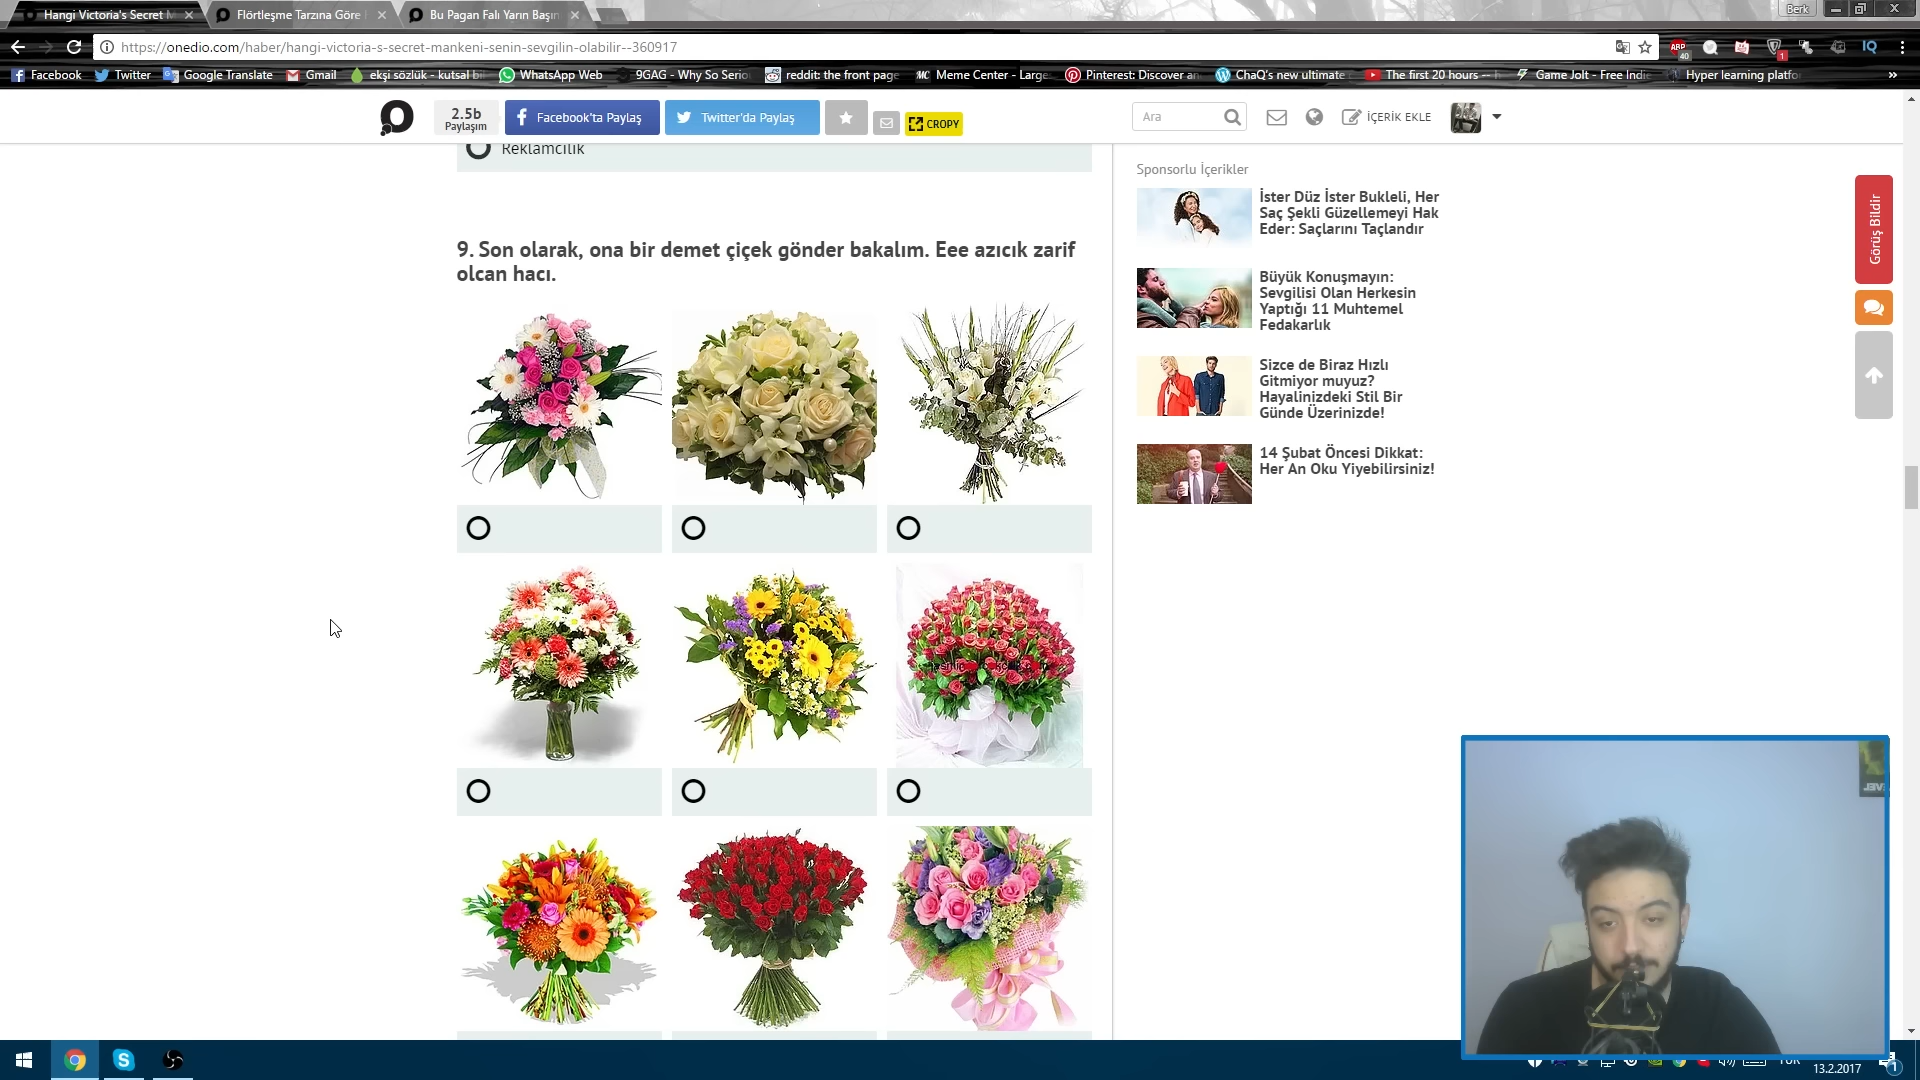 Hangi Victoria's Secret M
Flörtleşme Tarzına Göre
Bu Pagan Falı Yarın Başın
Berk
https://onedio.com/haber/hangi-victoria-s-secret-mankeni-senin-sevgilin-olabilir--360917
ABP
40
1
IQ
Facebook
Twitter
Google Translate
Gmail
ekşi sözlük - kutsal bi
WhatsApp Web
9GAG - Why So Serio
reddit: the front page
MC Meme Center - Large
Pinterest: Discover an
ChaQ's new ultimate
The first 20 hours --
Game Jolt - Free Indi
Hyper learning platfo
»
2.5b
Paylaşım
Facebook'ta Paylaş
Twitter'da Paylaş
CROPY
Ara
İÇERİK EKLE
Reklamcılık
9. Son olarak, ona bir demet çiçek gönder bakalım. Eee azıcık zarif
olcan hacı.
Sponsorlu İçerikler
İster Düz İster Bukleli, Her
Saç Şekli Güzellemeyi Hak
Eder: Saçlarını Taçlandır
Büyük Konuşmayın:
Sevgilisi Olan Herkesin
Yaptığı 11 Muhtemel
Fedakarlık
Sizce de Biraz Hızlı
Gitmiyor muyuz?
Hayalinizdeki Stil Bir
Günde Üzerinizde!
14 Şubat Öncesi Dikkat:
Her An Oku Yiyebilirsiniz!
Görüş Bildir
13.2.2017
1